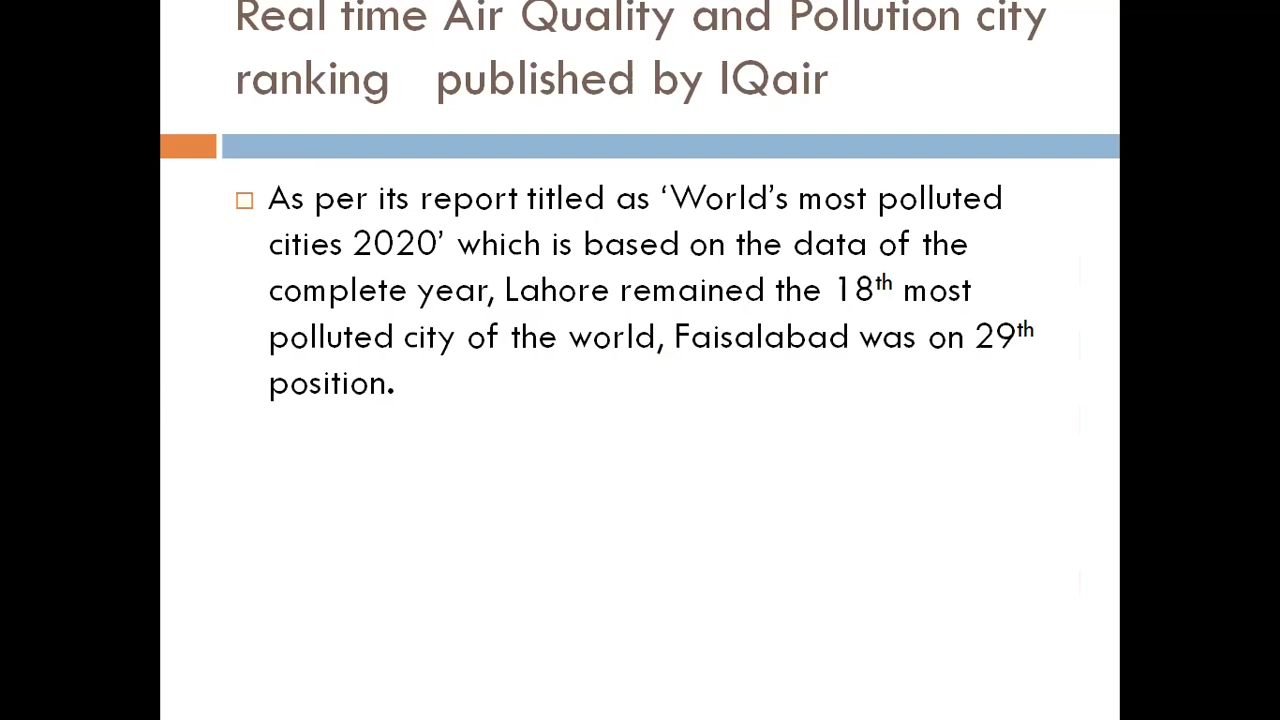 Real time Air Quality and Pollution city
ranking   published by IQair
As per its report titled as ‘World’s most polluted
cities 2020’ which is based on the data of the
complete year, Lahore remained the 18th most
polluted city of the world, Faisalabad was on 29th
position.